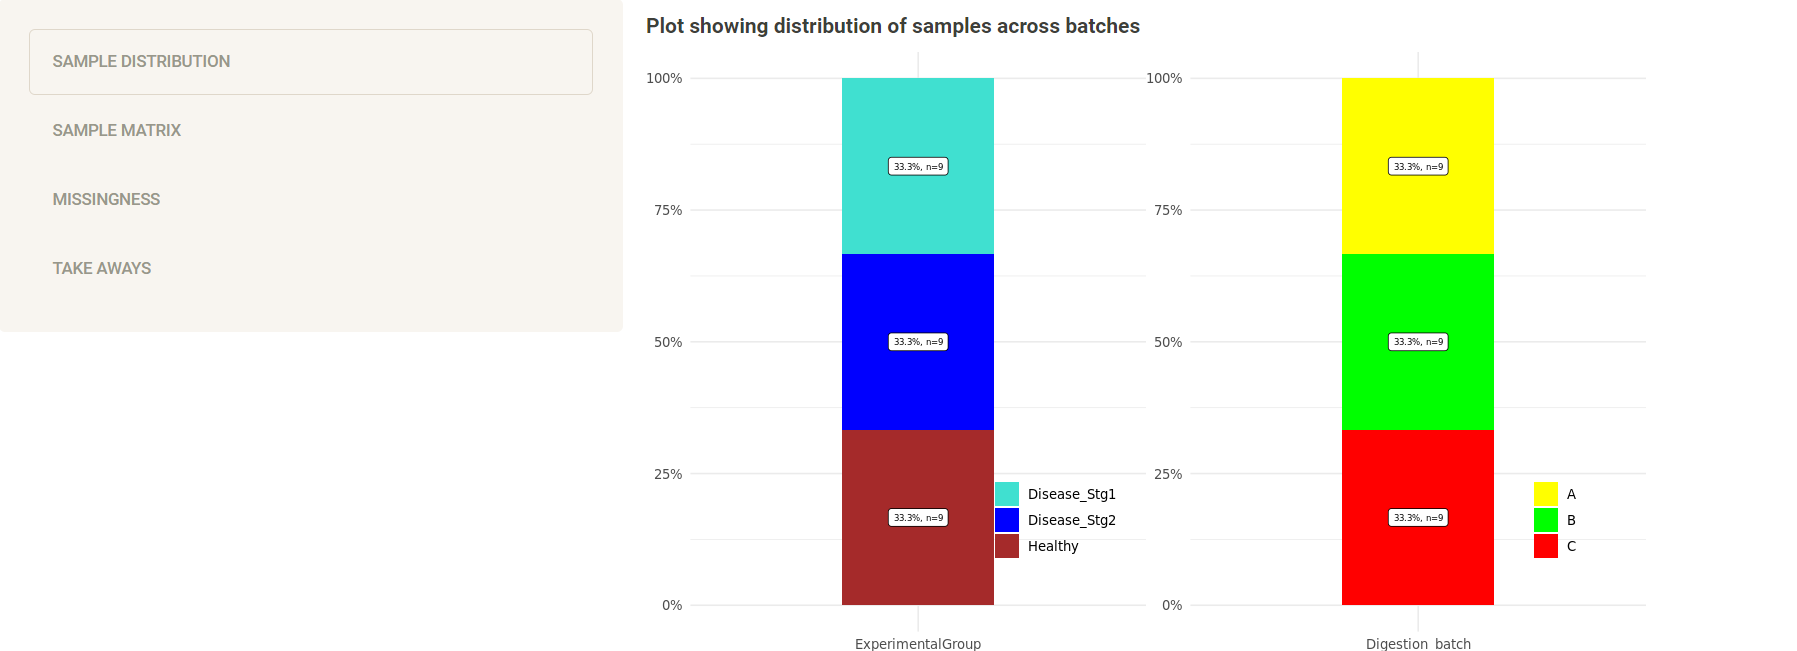 SAMPLE DISTRIBUTION
SAMPLE MATRIX
MISSINGNESS
TAKE AWAYS
Plot showing distribution of samples across batches
100%
75%
50%
25%
0%
33.3%, n=9
33.3%, n=9
33.3%, n=9
Disease_Stg1
Disease_Stg2
Healthy
ExperimentalGroup
100%
75%
50%
25%
0%
33.3%, n=9
33.3%, n=9
33.3%, n=9
A
B
C
Digestion_batch